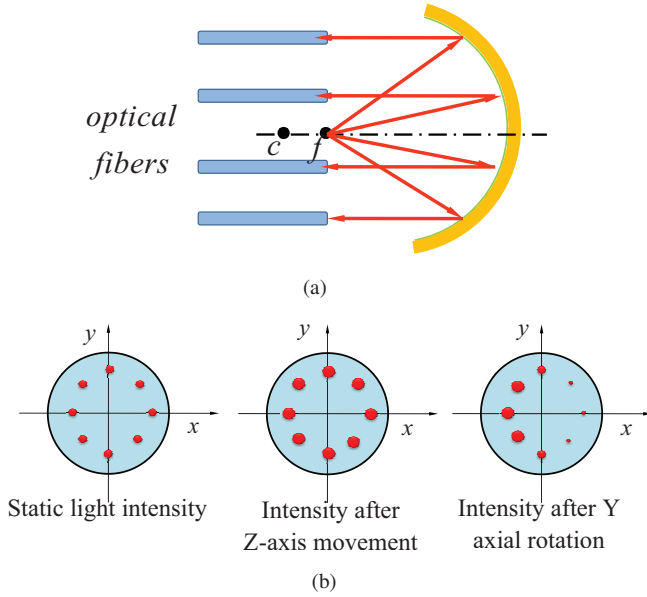 optical
fibers
c
f
(a)
y
x
y
x
y
x
Static light intensity
Intensity after
Z-axis movement
Intensity after Y
axial rotation
(b)